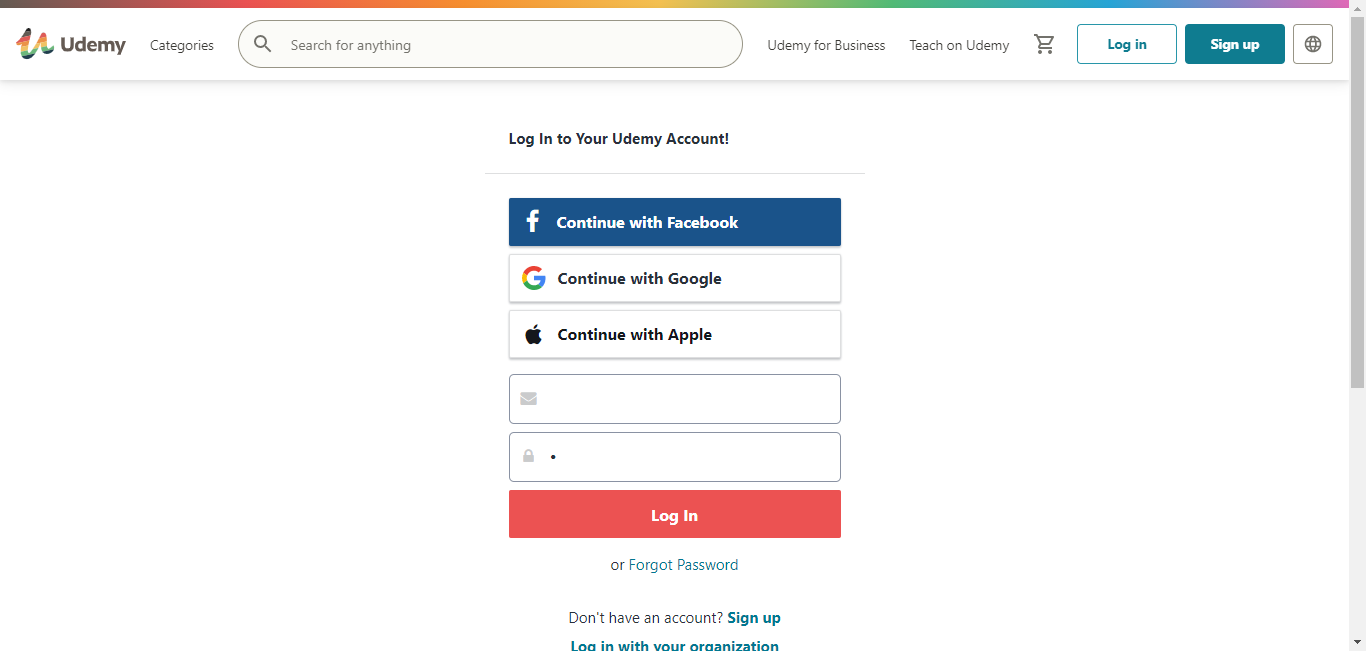 Udemy
Categories
Search for anything
Udemy for Business
Teach on Udemy
Log in
Sign up
Log In to Your Udemy Account!
Continue with Facebook
Continue with Google
Continue with Apple
•
Log In
or Forgot Password
Don't have an account? Sign up
Log in with your organization